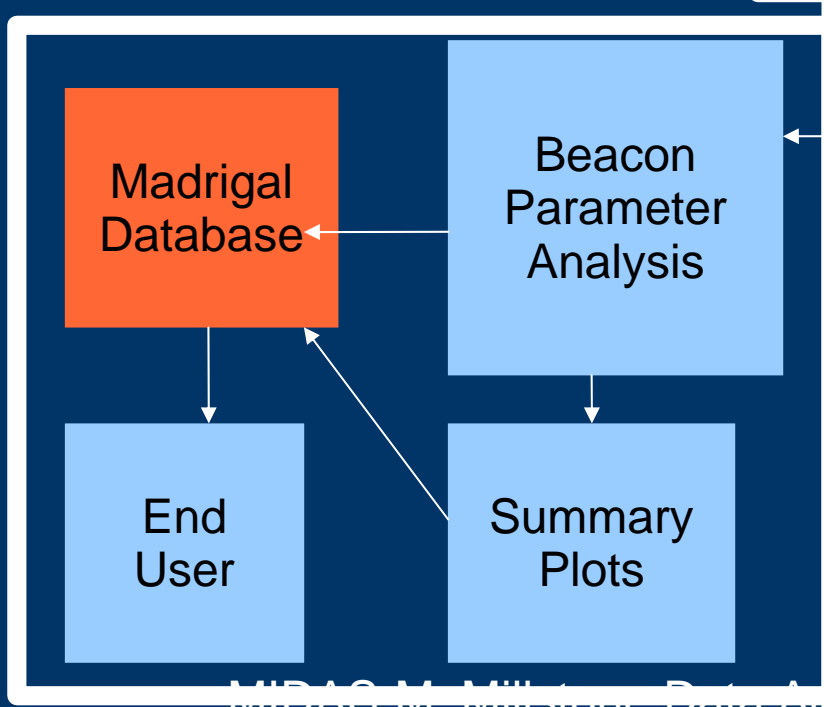 Madrigal
Database
Beacon
Parameter
Analysis
End
User
Summary
Plots